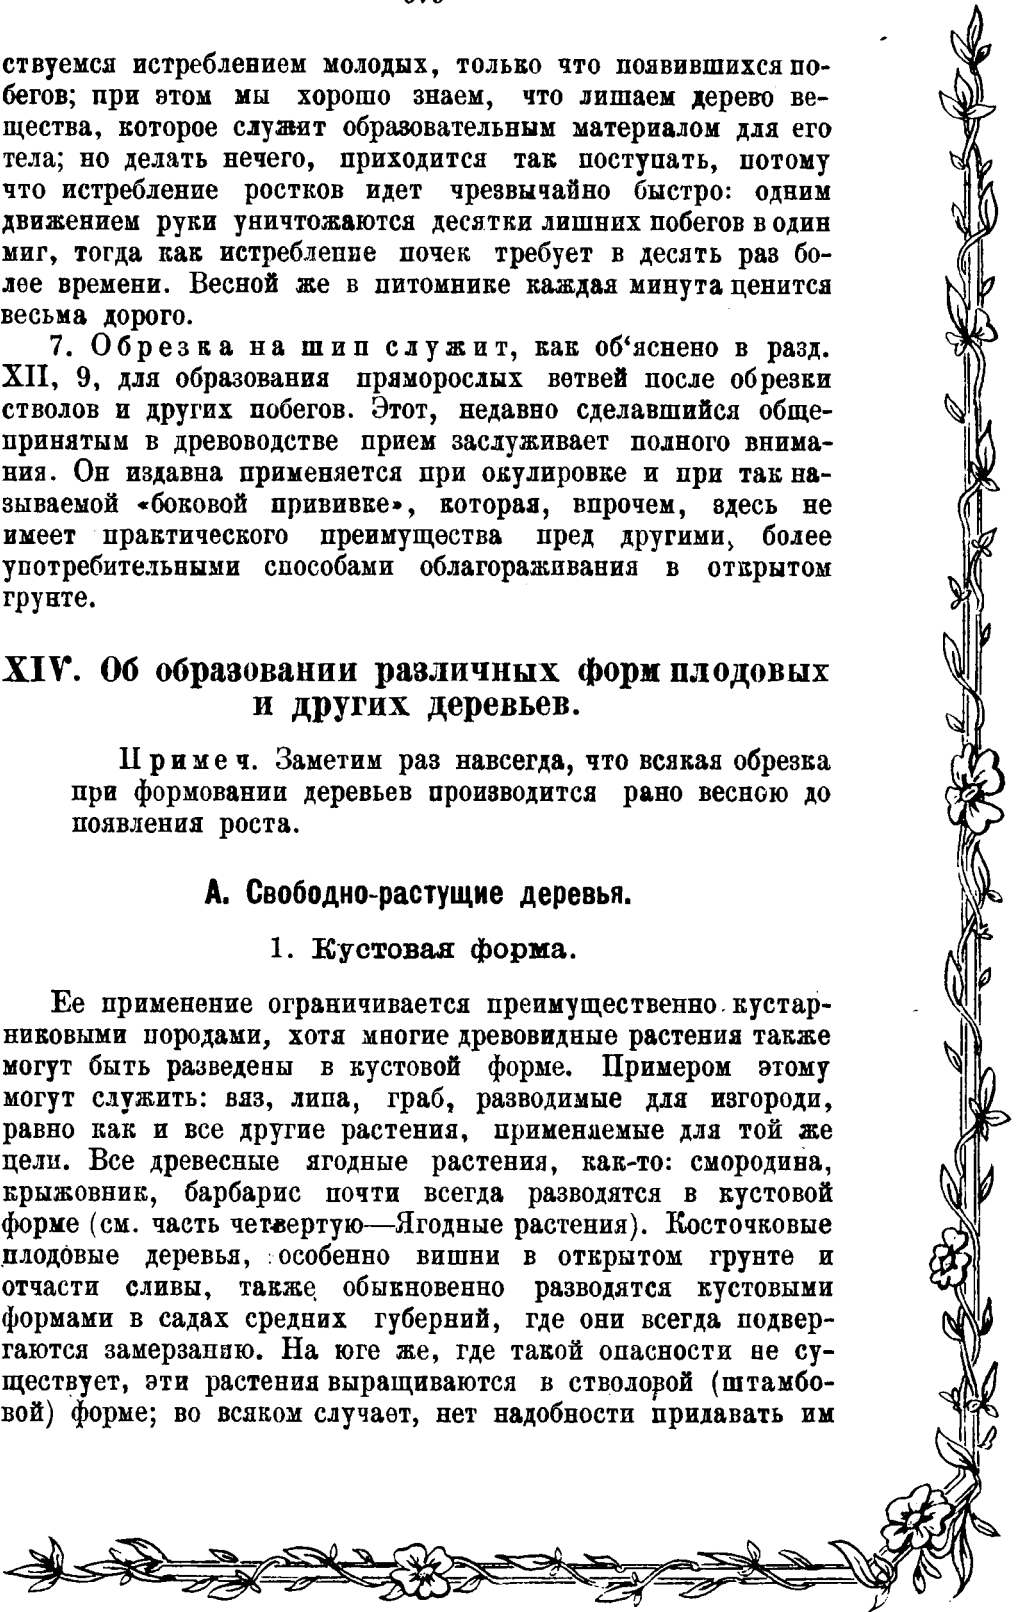 ствуемся истреблением молодых, только что появившихся по-
бегов; при этом мы хорошо знаем, что лишаем дерево ве-
щества, которое служит образовательным материалом для его
тела; но делать нечего, приходится так поступать, потому
что истребление ростков идет чрезвычайно быстро: одним
движением руки уничтожаются десятки лишних побегов в один
миг, тогда как истребление почек требует в десять раз бо-
лее времени. Весной же в питомнике каждая минута ценится
весьма дорого.
7. Обрезка на шип служит, как об‘яснено в разд.
XII, 9, для образования пряморослых ветвей после обрезки
стволов и других побегов. Этот, недавно сделавшийся обще-
принятым в древоводстве прием заслуживает полного внима-
ния. Он издавна применяется при окулировке и при так на-
зываемой «боковой прививке», которая, впрочем, здесь не
имеет практического преимущества пред другими, более
употребительными способами облагораживания в открытом
грунте.
XIV. Об образовании различных форм плодовых
и других деревьев.
Примеч. Заметим раз навсегда, что всякая обрезка
при формовании деревьев производится рано весною до
появления роста.
А. Свободно-растущие деревья.
1. Кустовая форма.
Ее применение ограничивается преимущественно кустар-
никовыми породами, хотя многие древовидные растения также
могут быть разведены в кустовой форме. Примером этому
могут служить: вяз, липа, граб, разводимые для изгороди,
равно как и все другие растения, применяемые для той же
цели. Все древесные ягодные растения, как-то: смородина,
крыжовник, барбарис почти всегда разводятся в кустовой
форме (см. часть четвертую—Ягодные растения). Косточковые
плодовые деревья, особенно вишни в открытом грунте и
отчасти сливы, также обыкновенно разводятся кустовыми
формами в садах средних губерний, где они всегда подвер-
гаются замерзанию. На юге же, где такой опасности не су-
ществует, эти растения выращиваются в стволовой (штамбо-
вой) форме; во всяком случает, нет надобности придавать им